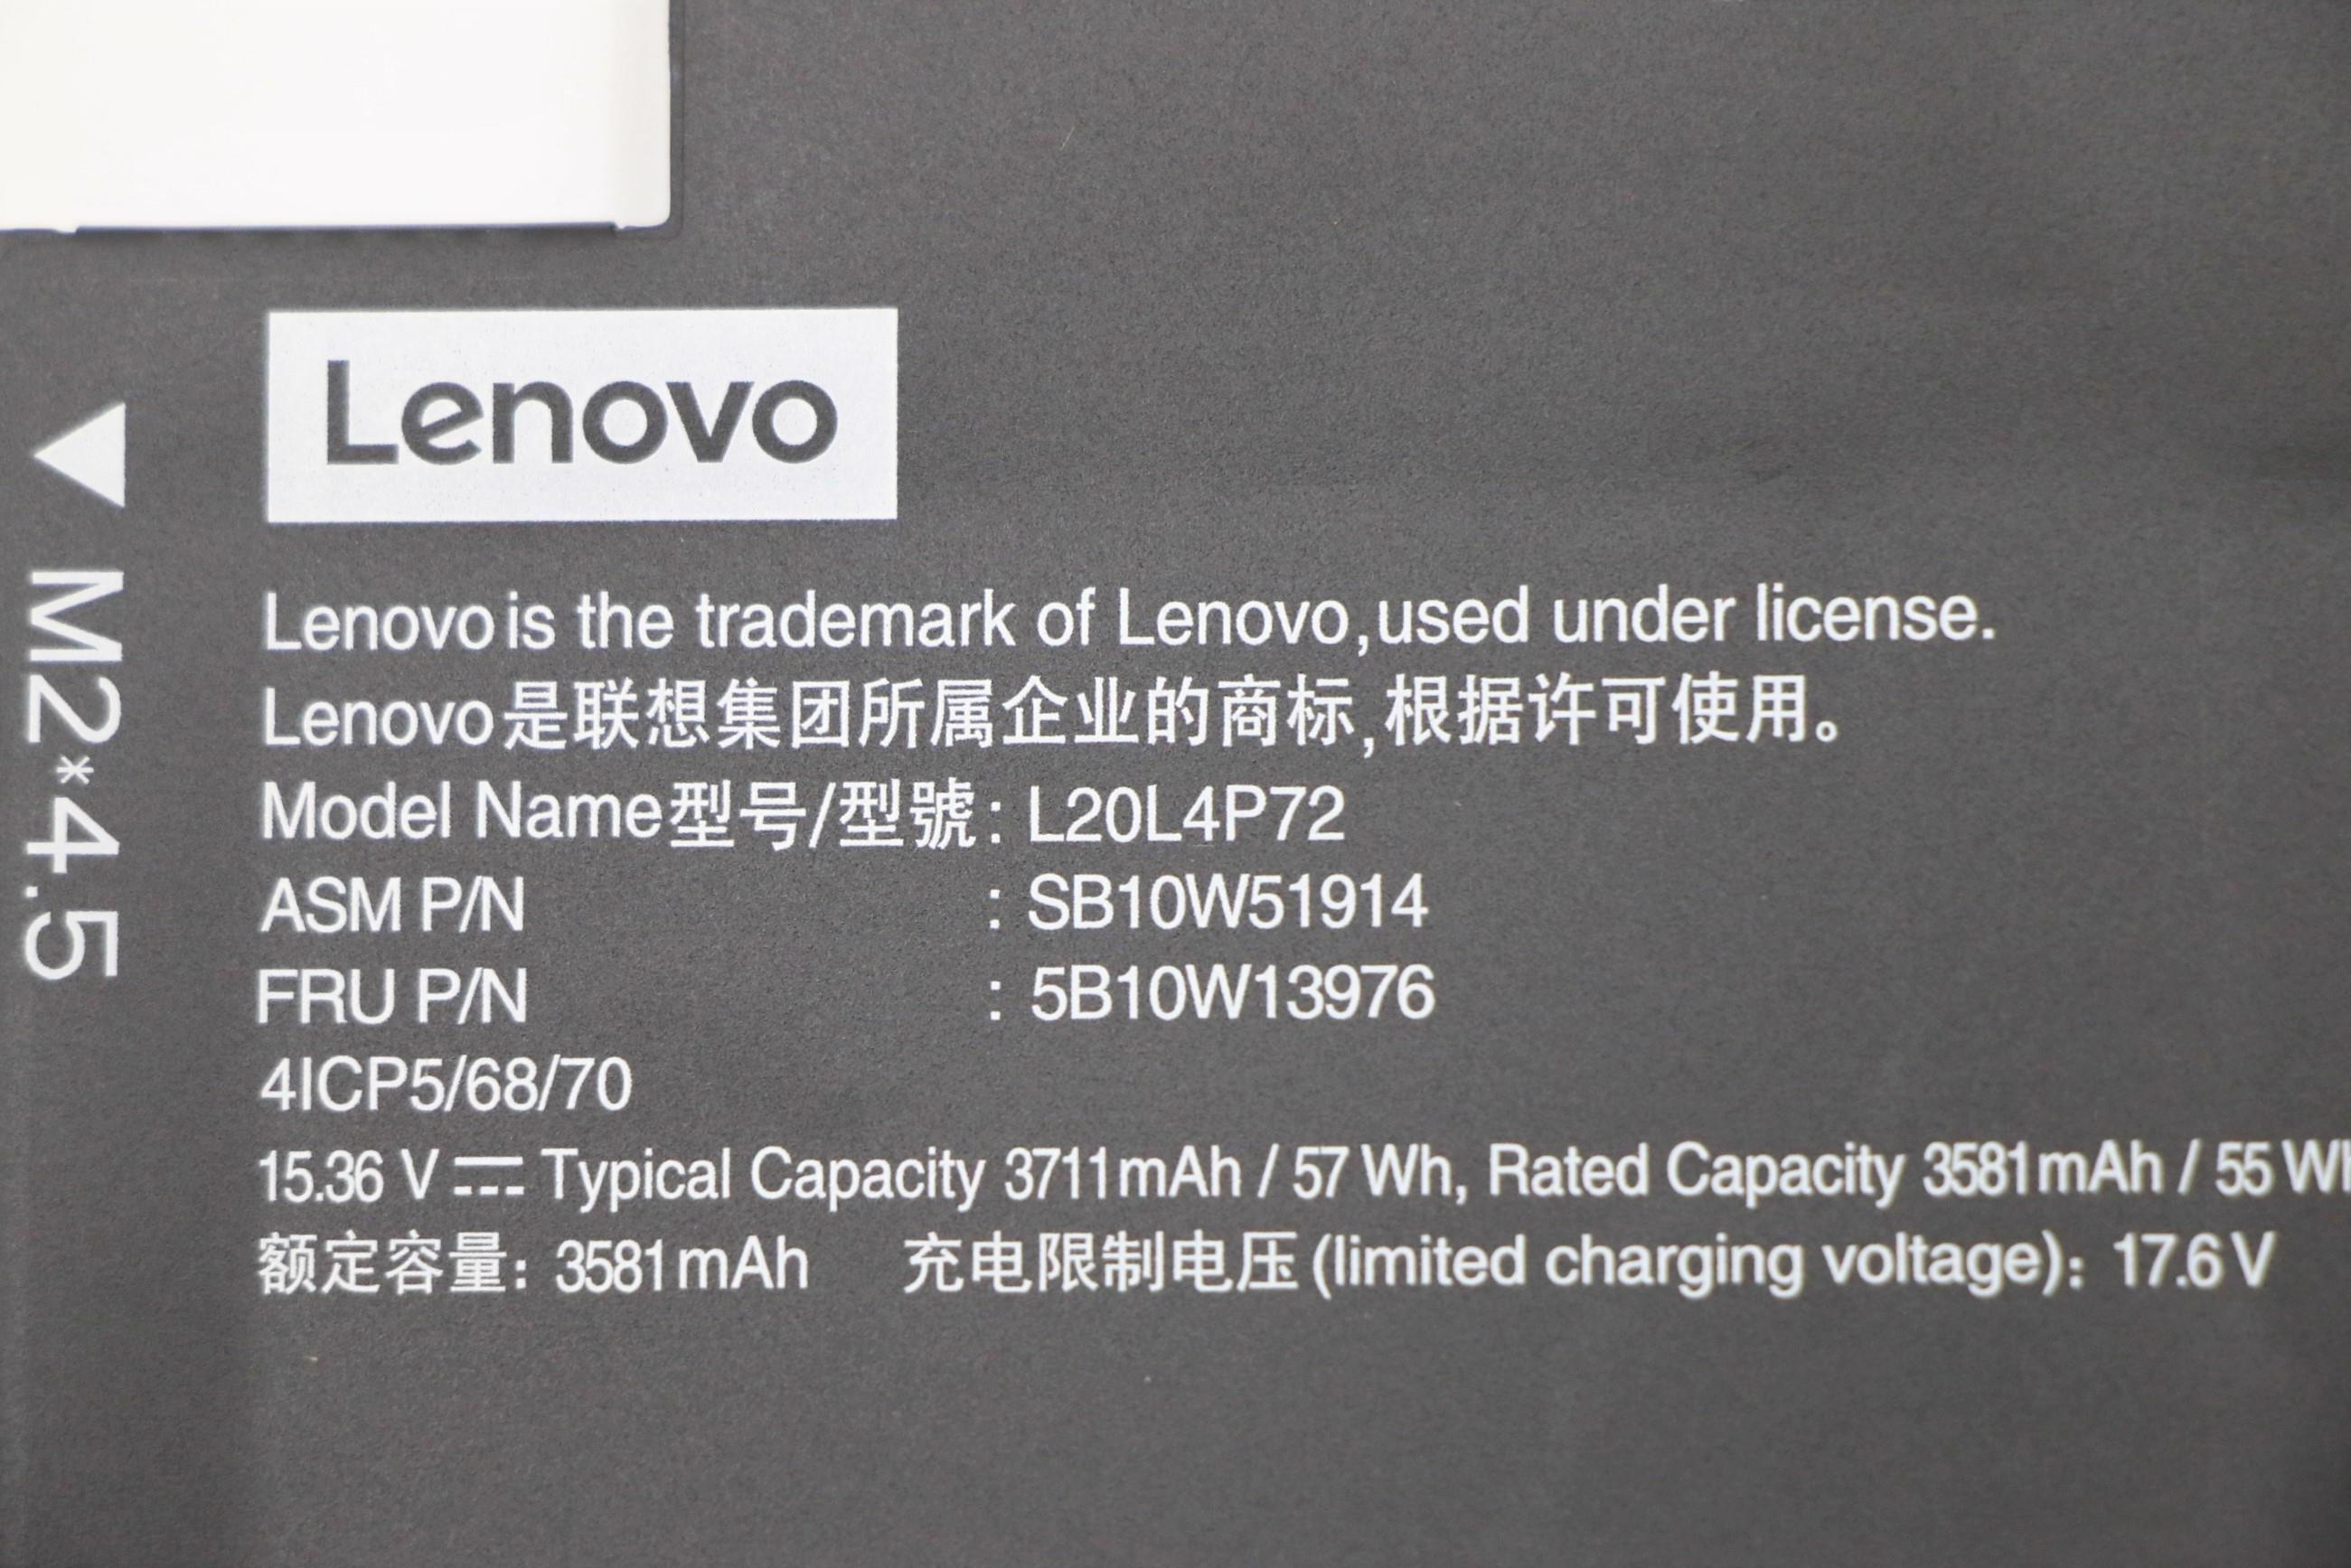 Lenovo
Lenovo is the trademark of Lenovo,used under license.
Lenovo是联想集团所属企业的商标,根据许可使用。
Model Name型号/型號: L20L4P72
ASM P/N : SB10W51914
FRU P/N : 5B10W13976
4ICP5/68/70
15.36 V ⎓ Typical Capacity 3711mAh / 57 Wh, Rated Capacity 3581mAh / 55 Wh
额定容量: 3581mAh 充电限制电压(limited charging voltage): 17.6V
M2*4.5